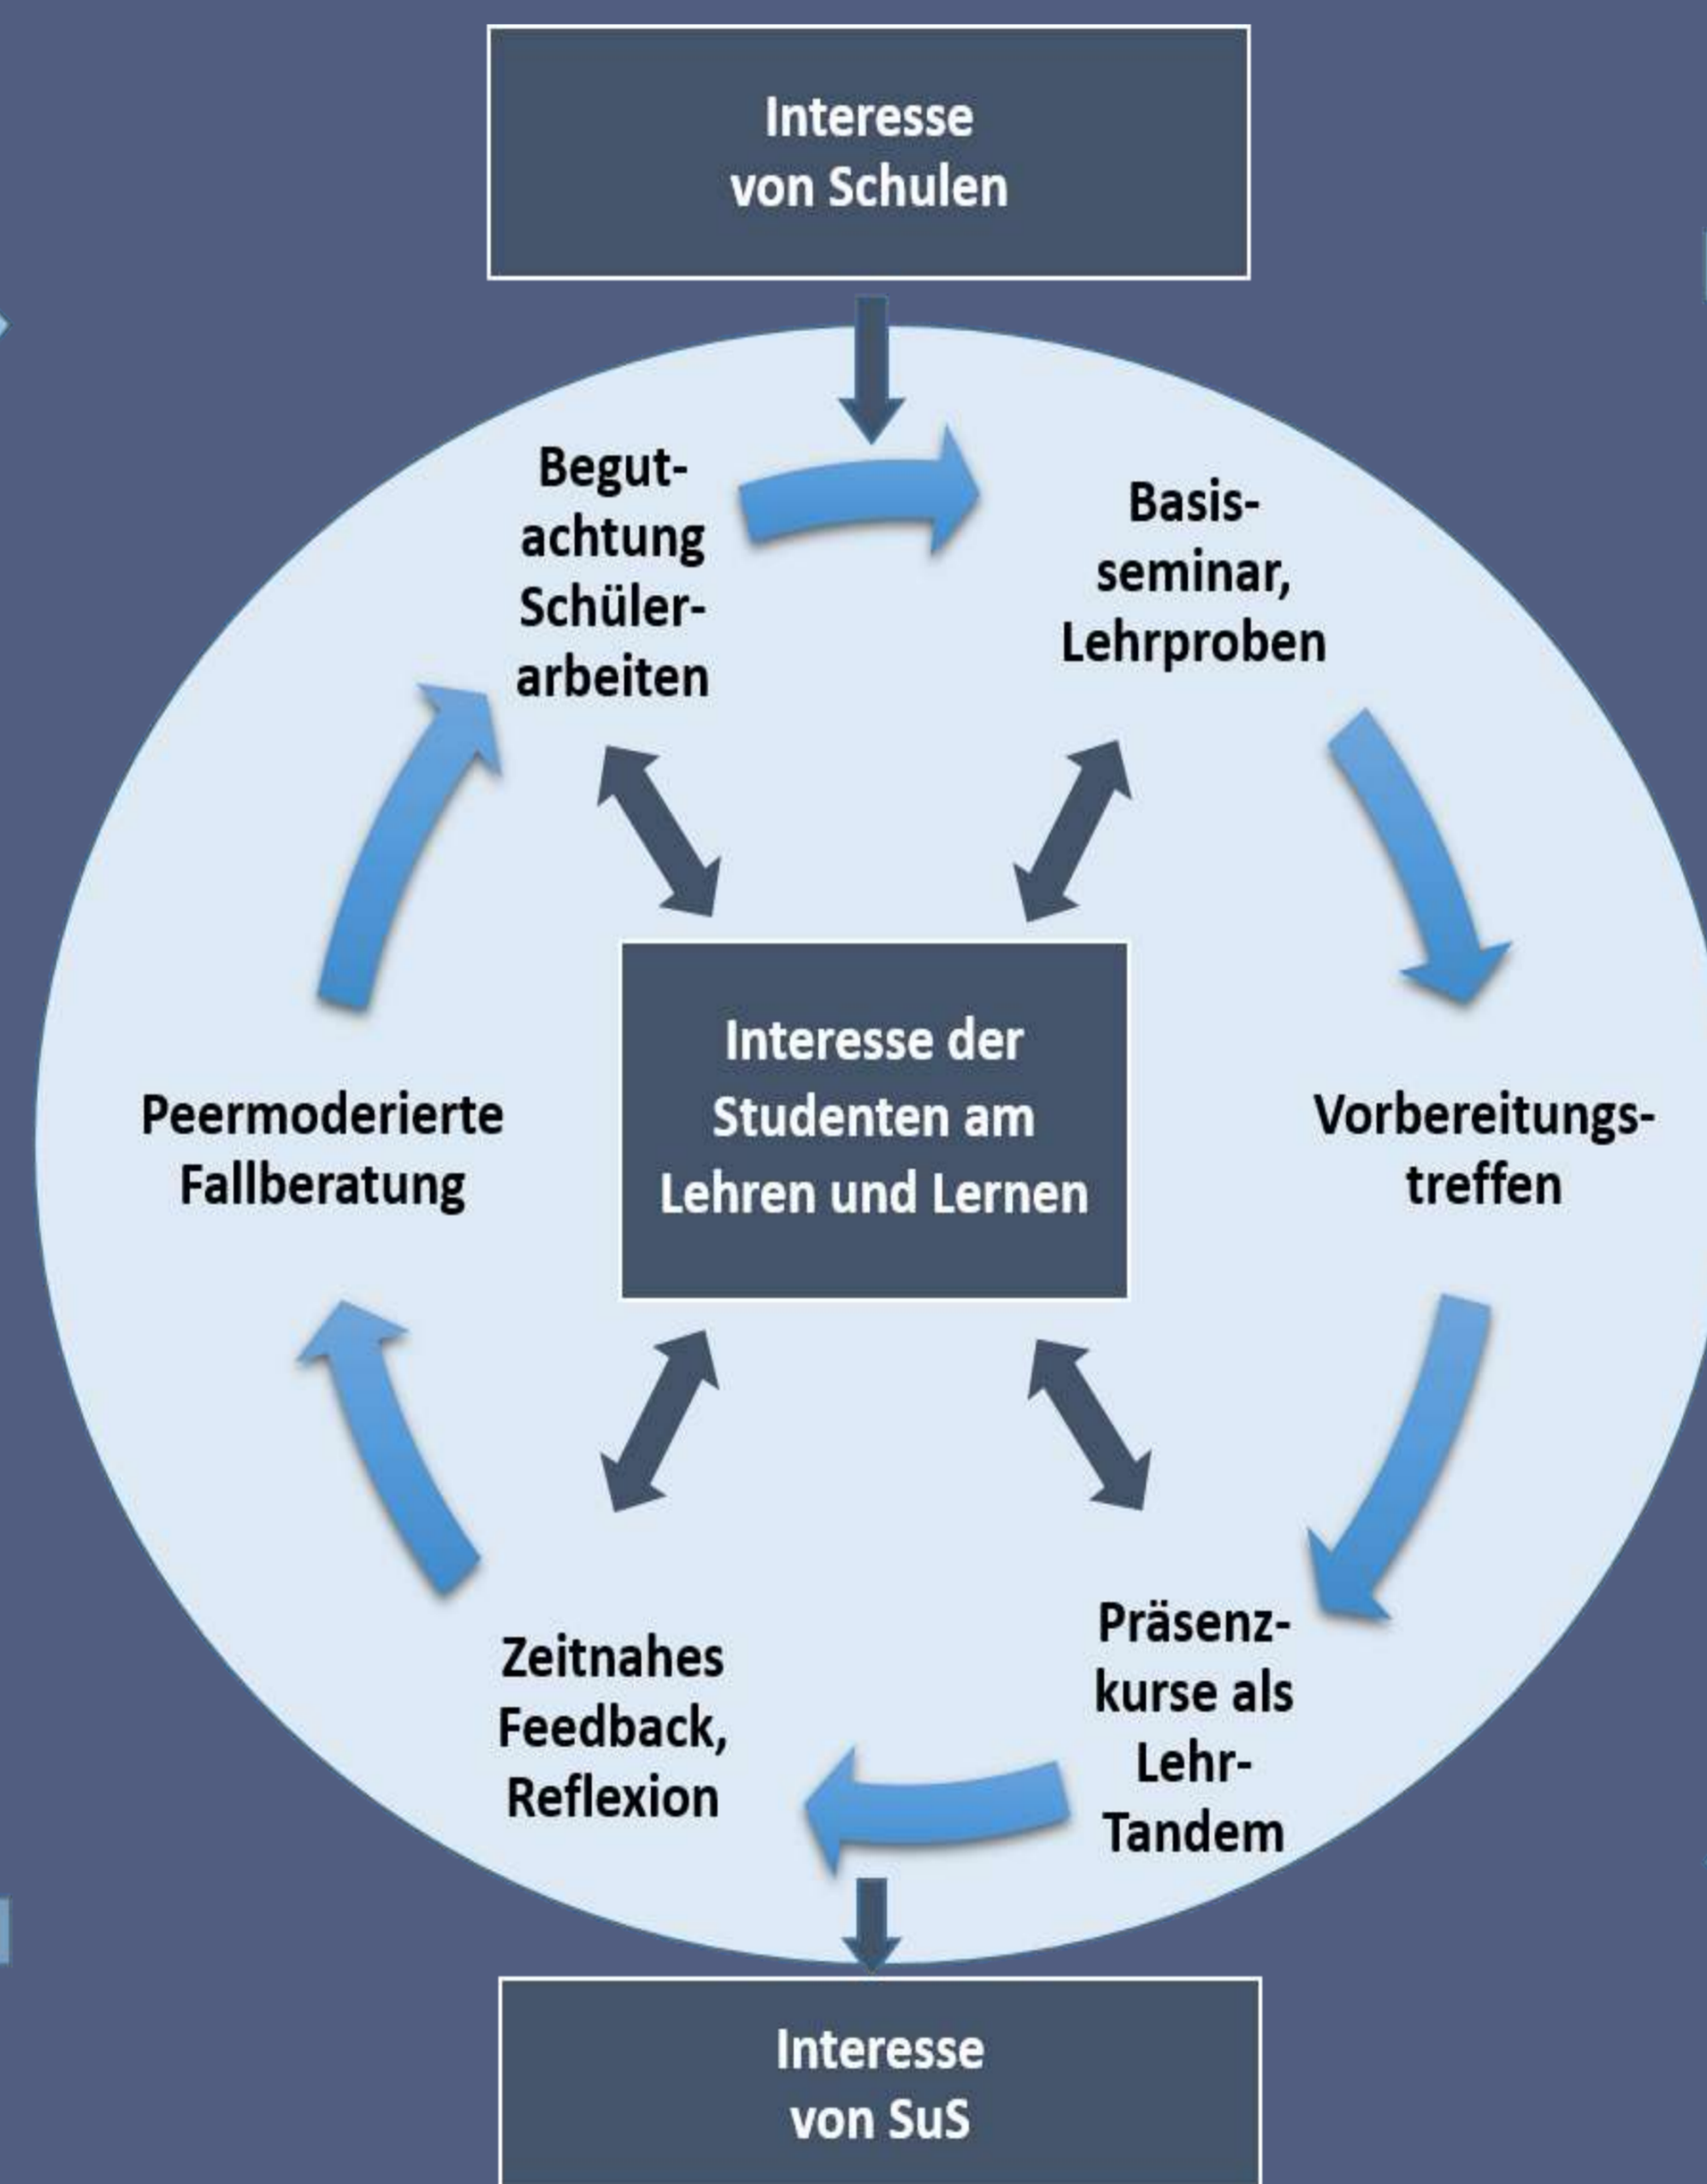 Interesse
von Schulen
Begut-
achtung
Schüler-
arbeiten
Basis-
seminar,
Lehrproben
Interesse der
Studenten am
Lehren und Lernen
Peermoderierte
Fallberatung
Vorbereitungs-
treffen
Zeitnahes
Feedback,
Reflexion
Präsenz-
kurse als
Lehr-
Tandem
Interesse
von SuS